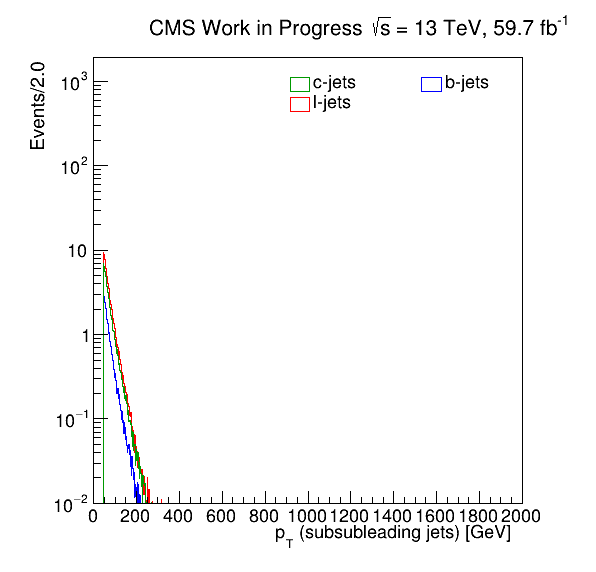 CMS Work in Progress √s = 13 TeV, 59.7 fb⁻¹
Events/2.0
10³
10²
10
1
10⁻¹
10⁻²
c-jets
b-jets
l-jets
0 200 400 600 800 1000 1200 1400 1600 1800 2000
p_T (subsubleading jets) [GeV]